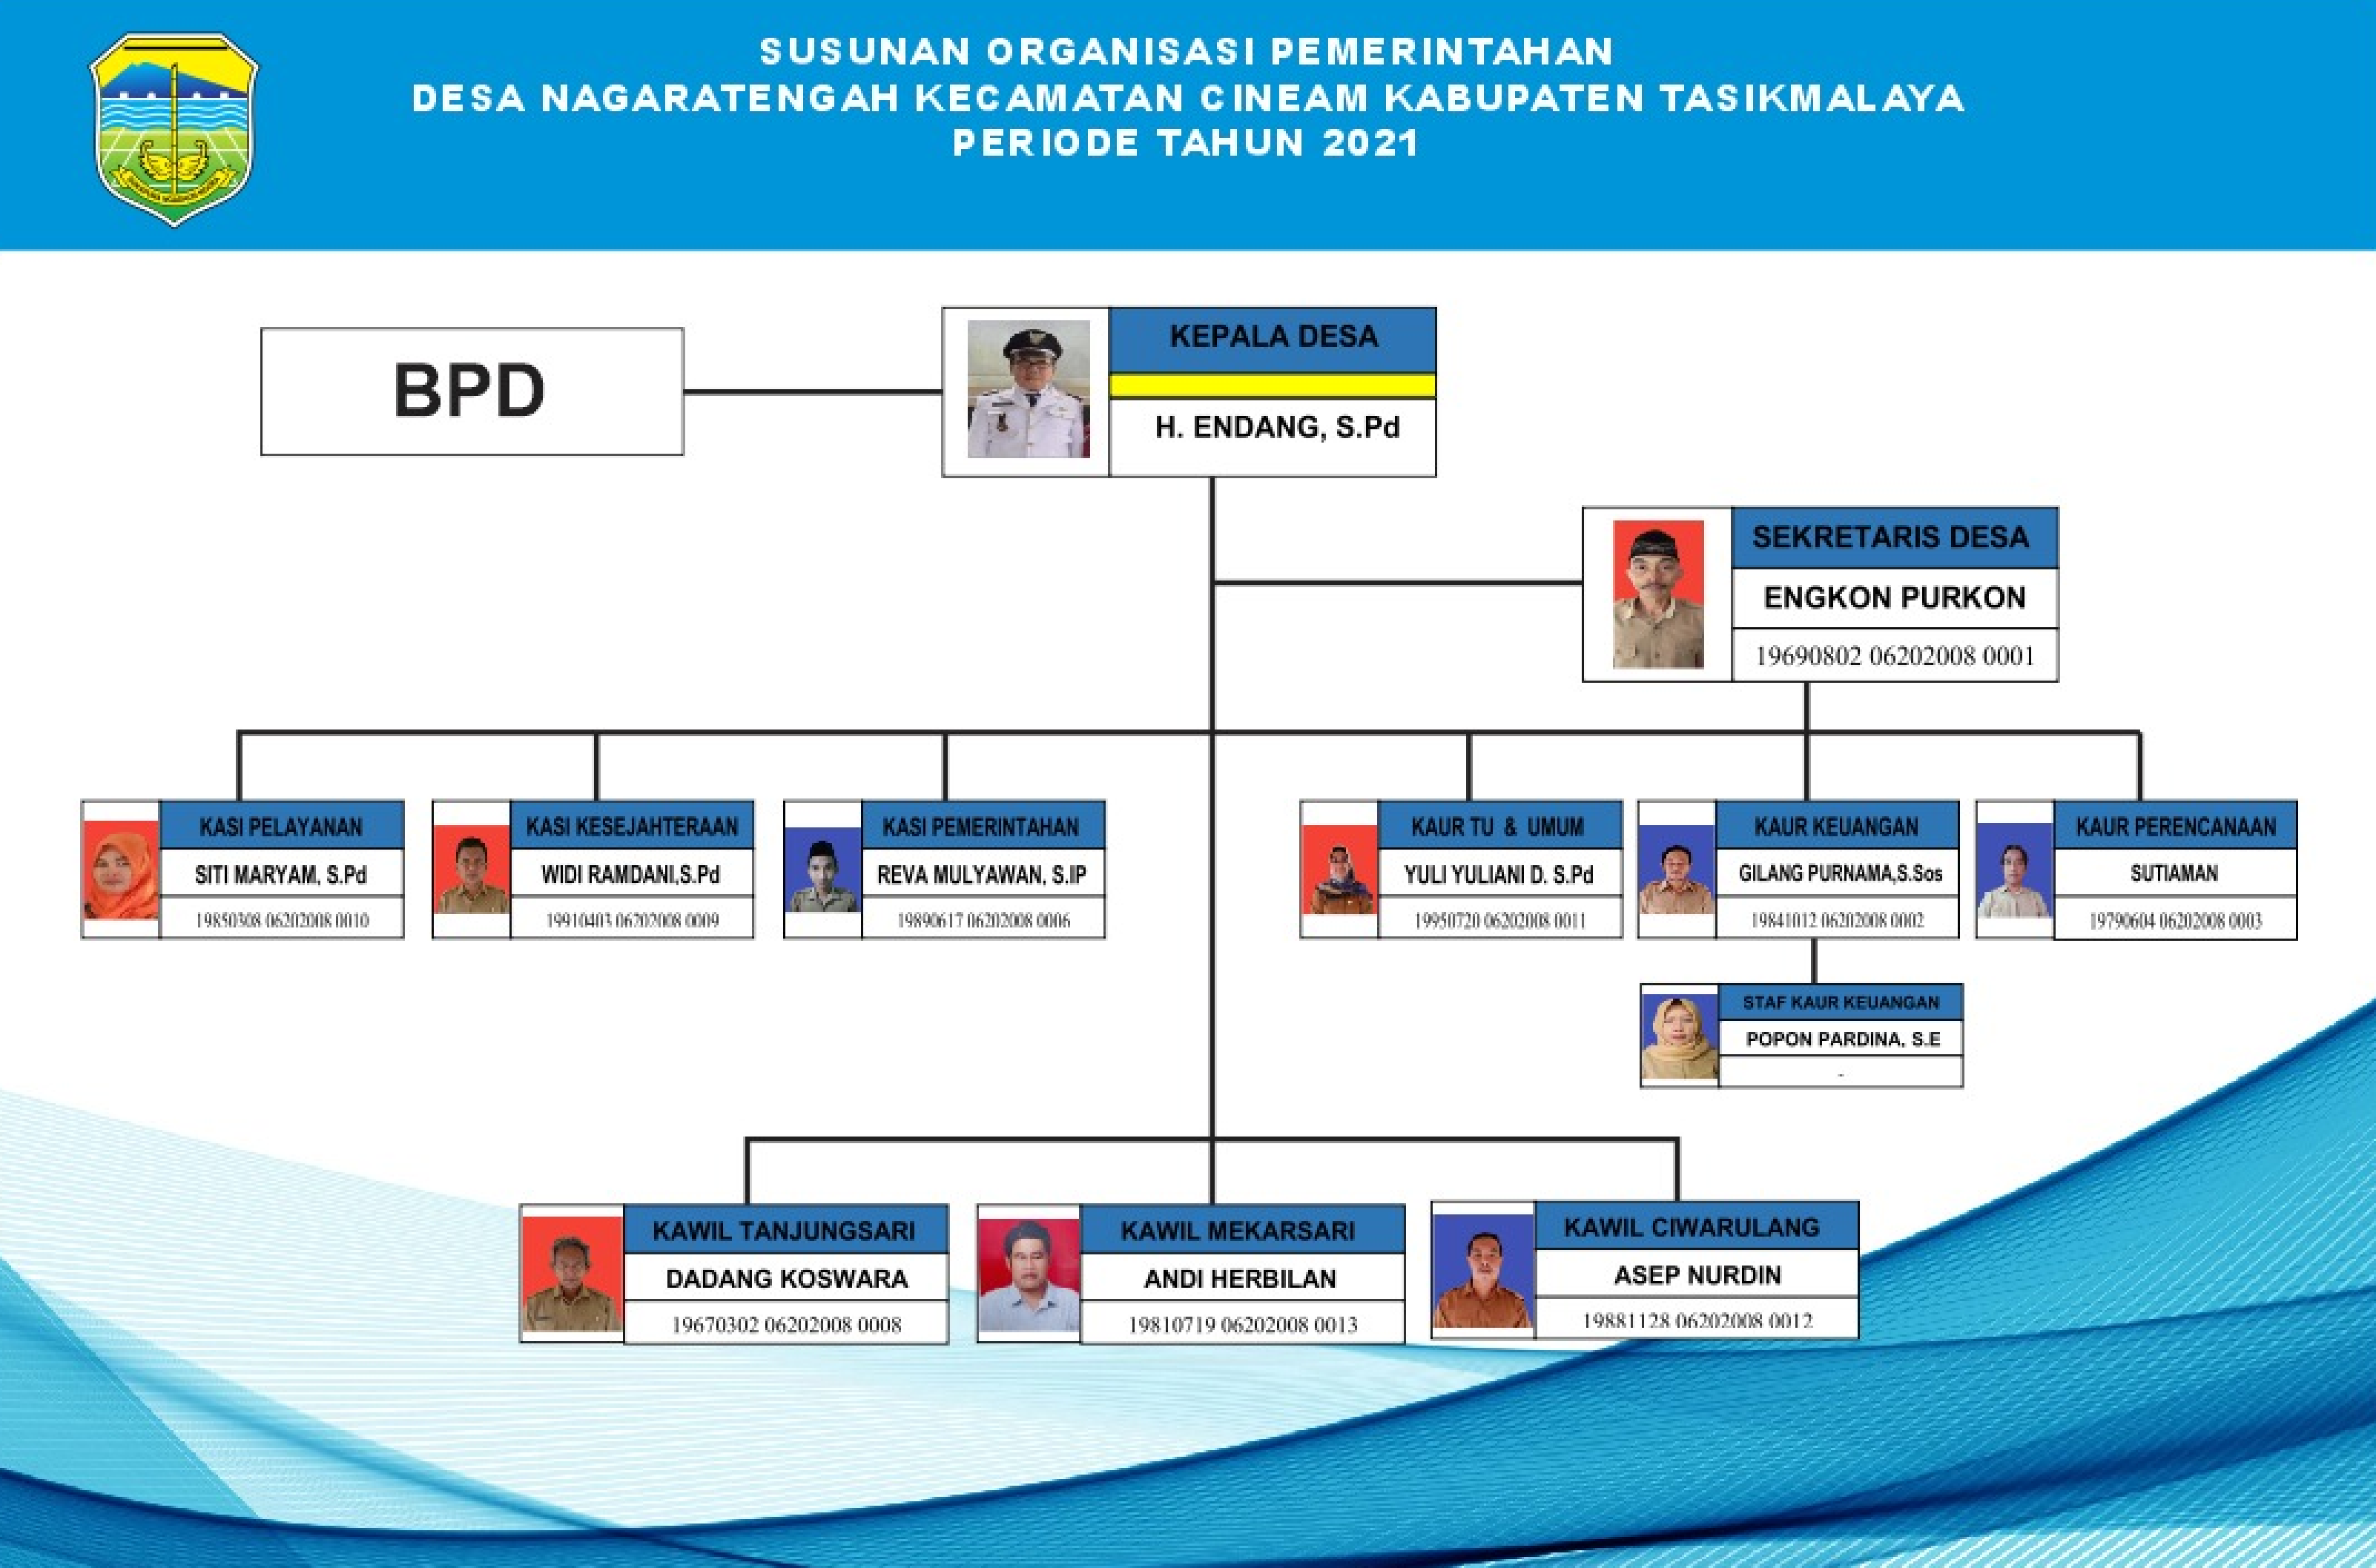 SUSUNAN ORGANISASI PEMERINTAHAN
DESA NAGARATENGAH KECAMATAN CINEAM KABUPATEN TASIKMALAYA
PERIODE TAHUN 2021
BPD
KEPALA DESA
H. ENDANG, S.Pd
SEKRETARIS DESA
ENGKON PURKON
19690802 06202008 0001
KASI PELAYANAN
SITI MARYAM, S.Pd
19850308 06202008 0010
KASI KESEJAHTERAAN
WIDI RAMDANI,S.Pd
19910403 06202008 0009
KASI PEMERINTAHAN
REVA MULYAWAN, S.IP
19890617 06202008 0006
KAUR TU & UMUM
YULI YULIANI D. S.Pd
19950720 06202008 0011
KAUR KEUANGAN
GILANG PURNAMA,S.Sos
19841012 06202008 0002
KAUR PERENCANAAN
SUTIAMAN
19790604 06202008 0003
STAF KAUR KEUANGAN
POPON PARDINA, S.E
-
KAWIL TANJUNGSARI
DADANG KOSWARA
19670302 06202008 0008
KAWIL MEKARSARI
ANDI HERBILAN
19810719 06202008 0013
KAWIL CIWARULANG
ASEP NURDIN
19881128 06202008 0012